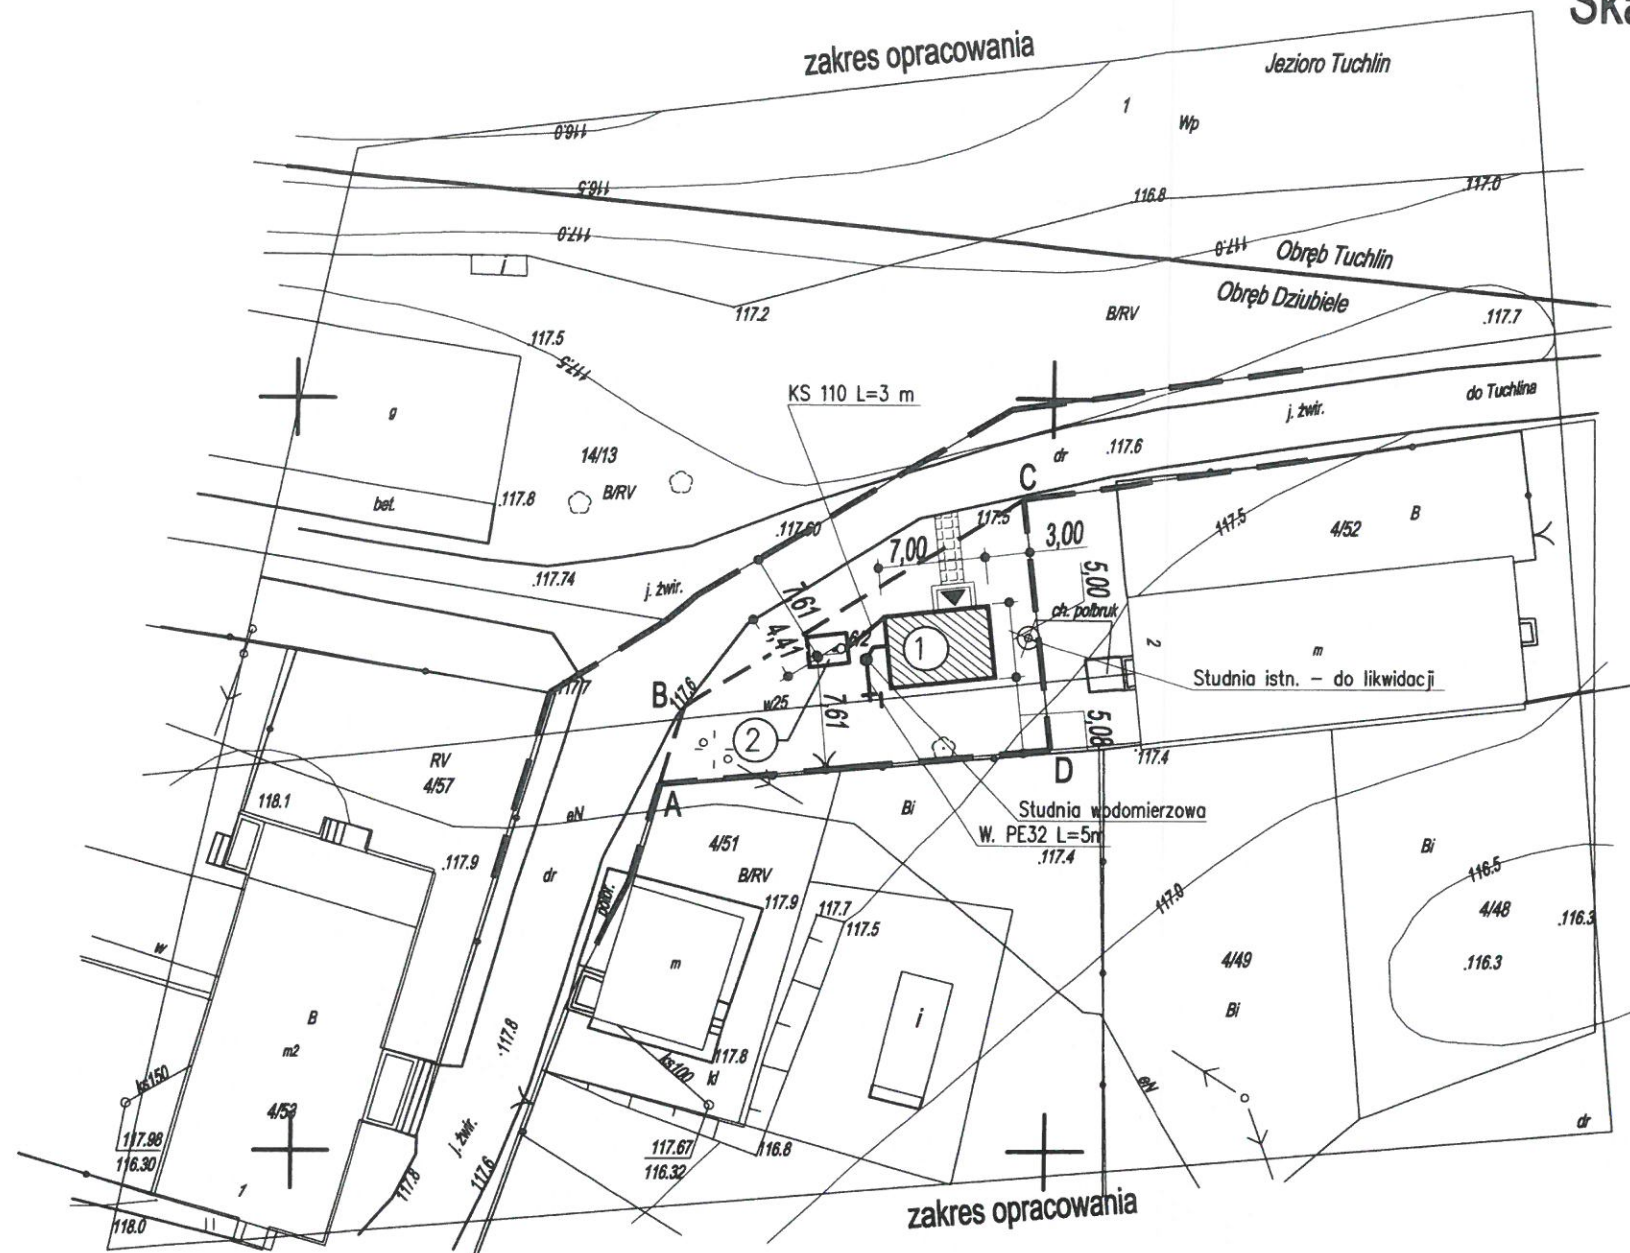 Ska
zakres opracowania
Jezioro Tuchlin
1
Wp
116.0
116.5
.116.8
.117.0
117.0
117.0
Obręb Tuchlin
Obręb Dziubiele
i
117.2
B/RV
.117.7
117.5
117.5
KS 110 L=3 m
do Tuchlina
j. żwir.
g
14/13
B/RV
dr
.117.6
bet.
.117.8
C
117.5
.117.60
7,00
3,00
117.5
4/52
B
.117.74
j. żwir.
7,61
5,00
ch. polbruk
4,41
1
2
m
Studnia istn. – do likwidacji
117.7
B
117.6
w25
7,61
5,08
2
D
.117.4
RV
4/57
A
118.1
eN
Studnia wodomierzowa
W. PE32 L=5m
Bi
4/51
.117.4
Bi
.117.9
dr
B/RV
polbr.
117.9
117.7
117.5
117.0
116.5
4/48
.116.3
w
m
4/49
.116.3
i
Bi
B
m2
.117.8
117.8
ks150
ks100
kl
eN
4/53
j. żwir.
dr
117.98
116.30
117.67
116.32
116.8
1
117.8
117.6
118.0
zakres opracowania